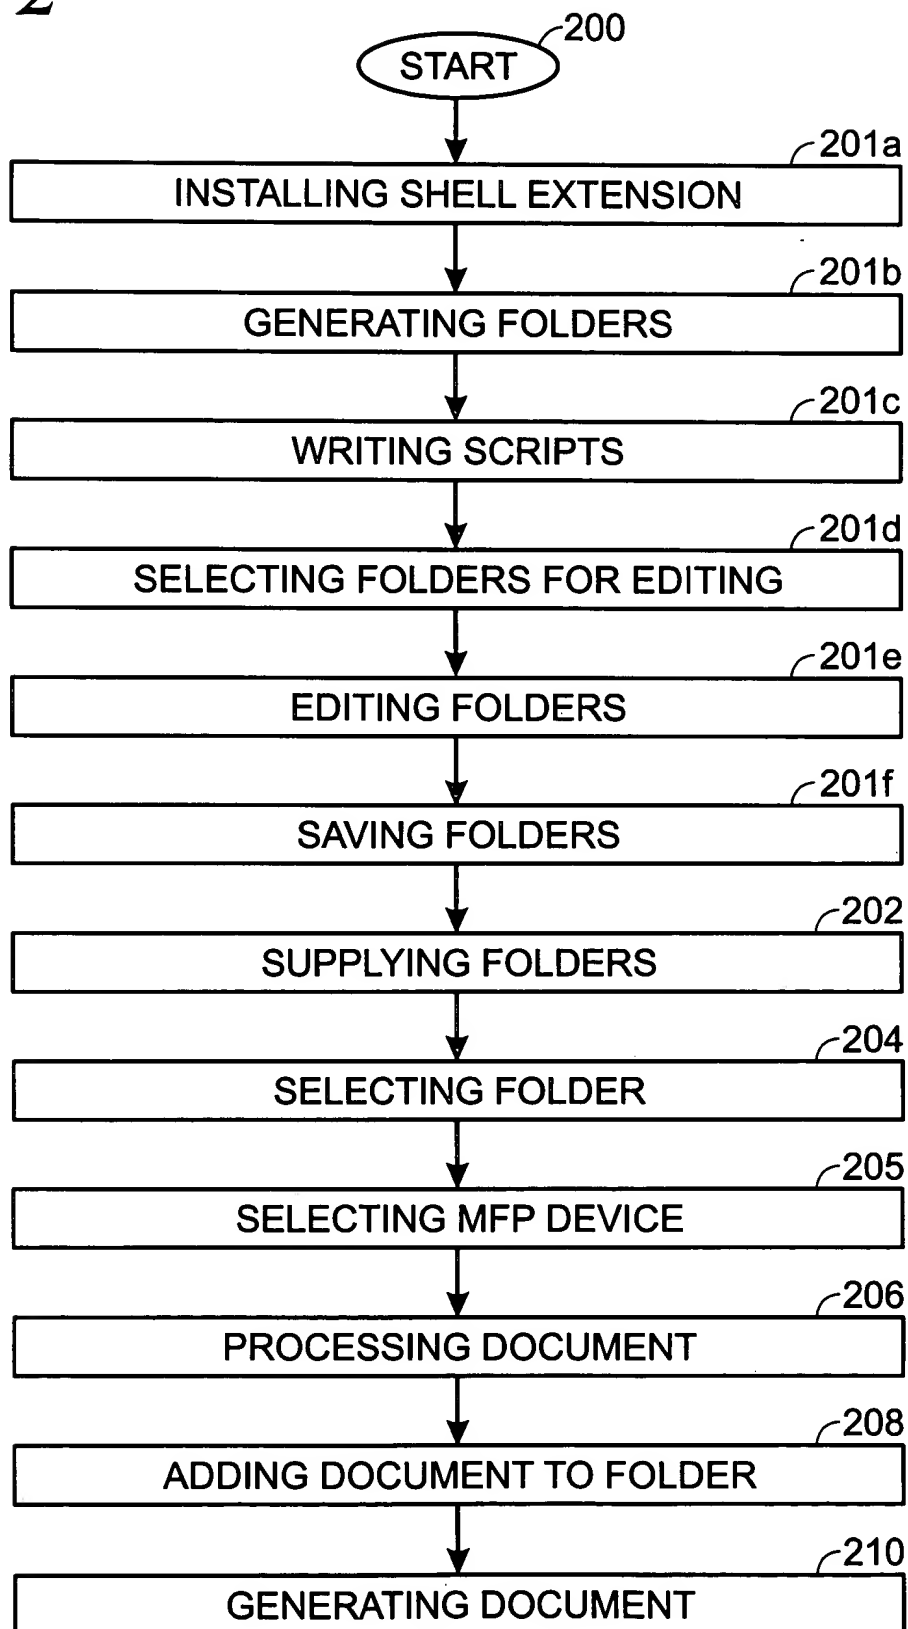 2
200
START
201a
INSTALLING SHELL EXTENSION
201b
GENERATING FOLDERS
201c
WRITING SCRIPTS
201d
SELECTING FOLDERS FOR EDITING
201e
EDITING FOLDERS
201f
SAVING FOLDERS
202
SUPPLYING FOLDERS
204
SELECTING FOLDER
205
SELECTING MFP DEVICE
206
PROCESSING DOCUMENT
208
ADDING DOCUMENT TO FOLDER
210
GENERATING DOCUMENT